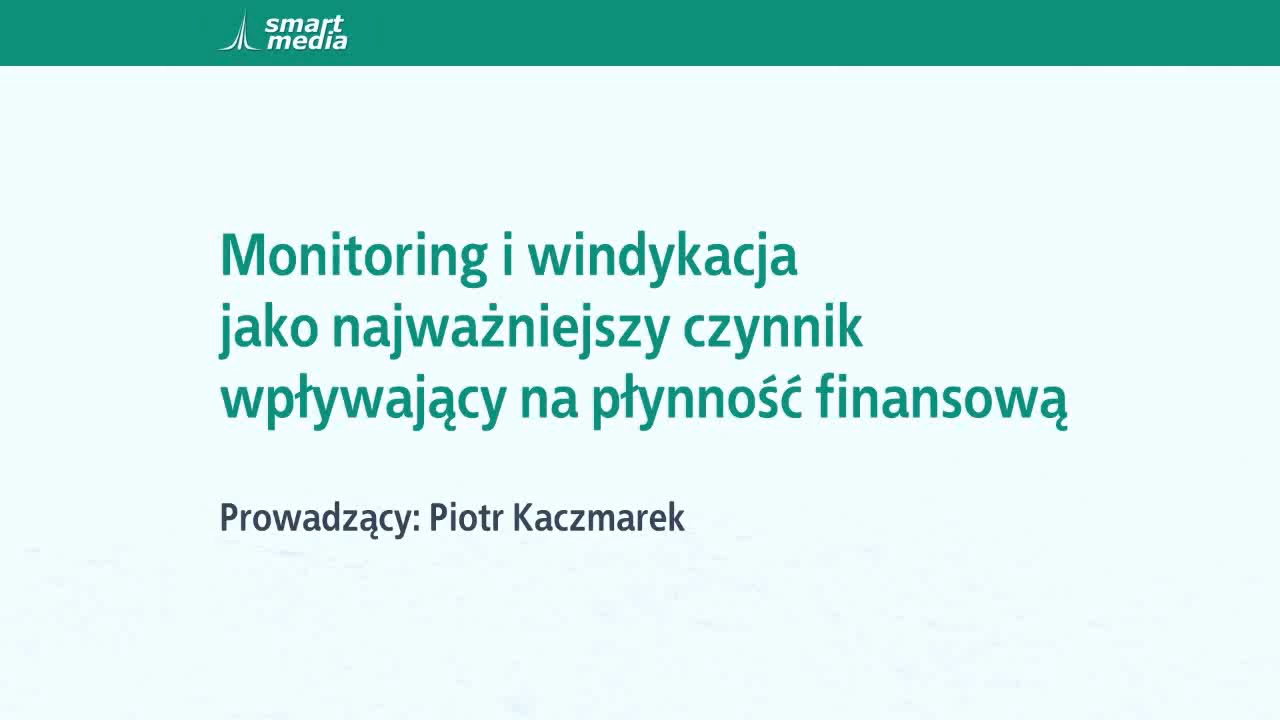 smart
media
Monitoring i windykacja
jako najważniejszy czynnik
wpływający na płynność finansową
Prowadzący: Piotr Kaczmarek